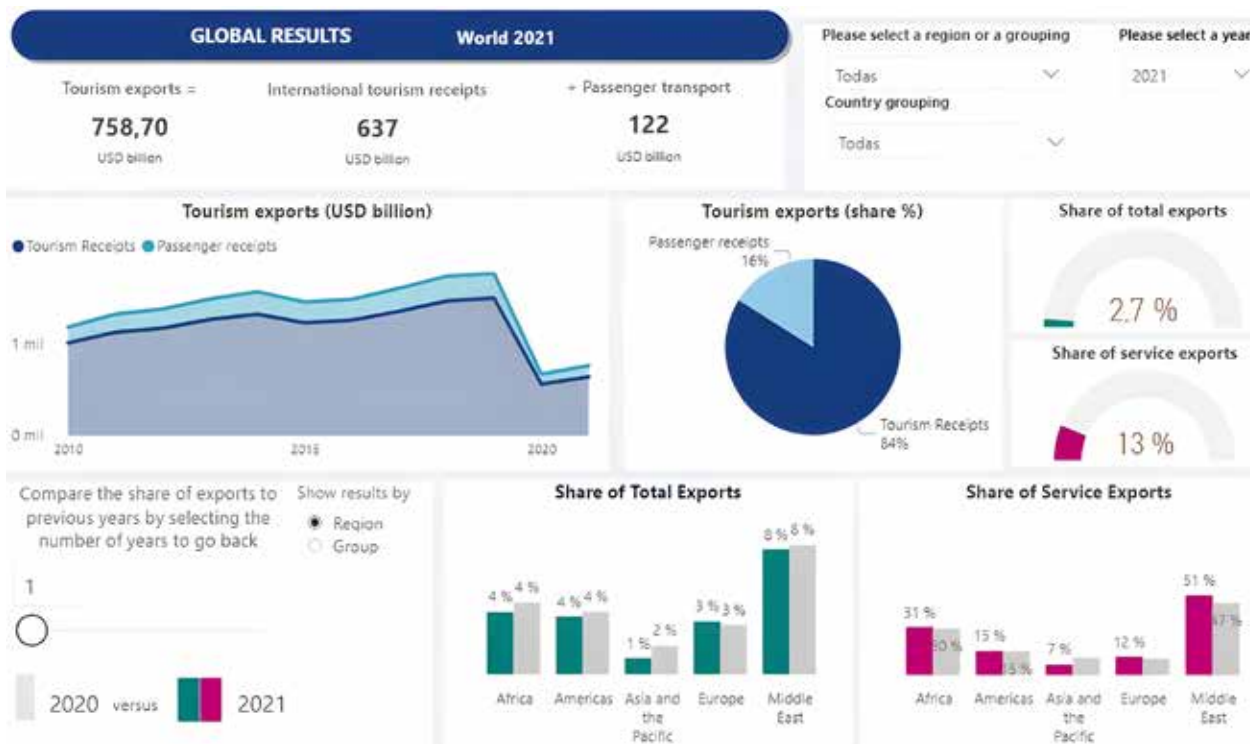 GLOBAL RESULTS World 2021
Tourism exports =
758,70
USD billion
International tourism receipts
637
USD billion
+ Passenger transport
122
USD billion
Please select a region or a grouping
Todas
Country grouping
Todas
Please select a year
2021
Tourism exports (USD billion)
Tourism Receipts Passenger receipts
1 mil
0 mil
2010 2015 2020
Tourism exports (share %)
Passenger receipts
16%
Tourism Receipts
84%
Share of total exports
2,7 %
Share of service exports
13 %
Compare the share of exports to
previous years by selecting the
number of years to go back
1
Show results by
Region
Group
2020 versus 2021
Share of Total Exports
4 % 4 % 4 % 4 % 1 % 2 % 3 % 3 % 8 % 8 %
Africa Americas Asia and the Pacific Europe Middle East
Share of Service Exports
31 % 30 % 15 % 15 % 7 % 12 % 51 % 47 %
Africa Americas Asia and the Pacific Europe Middle East